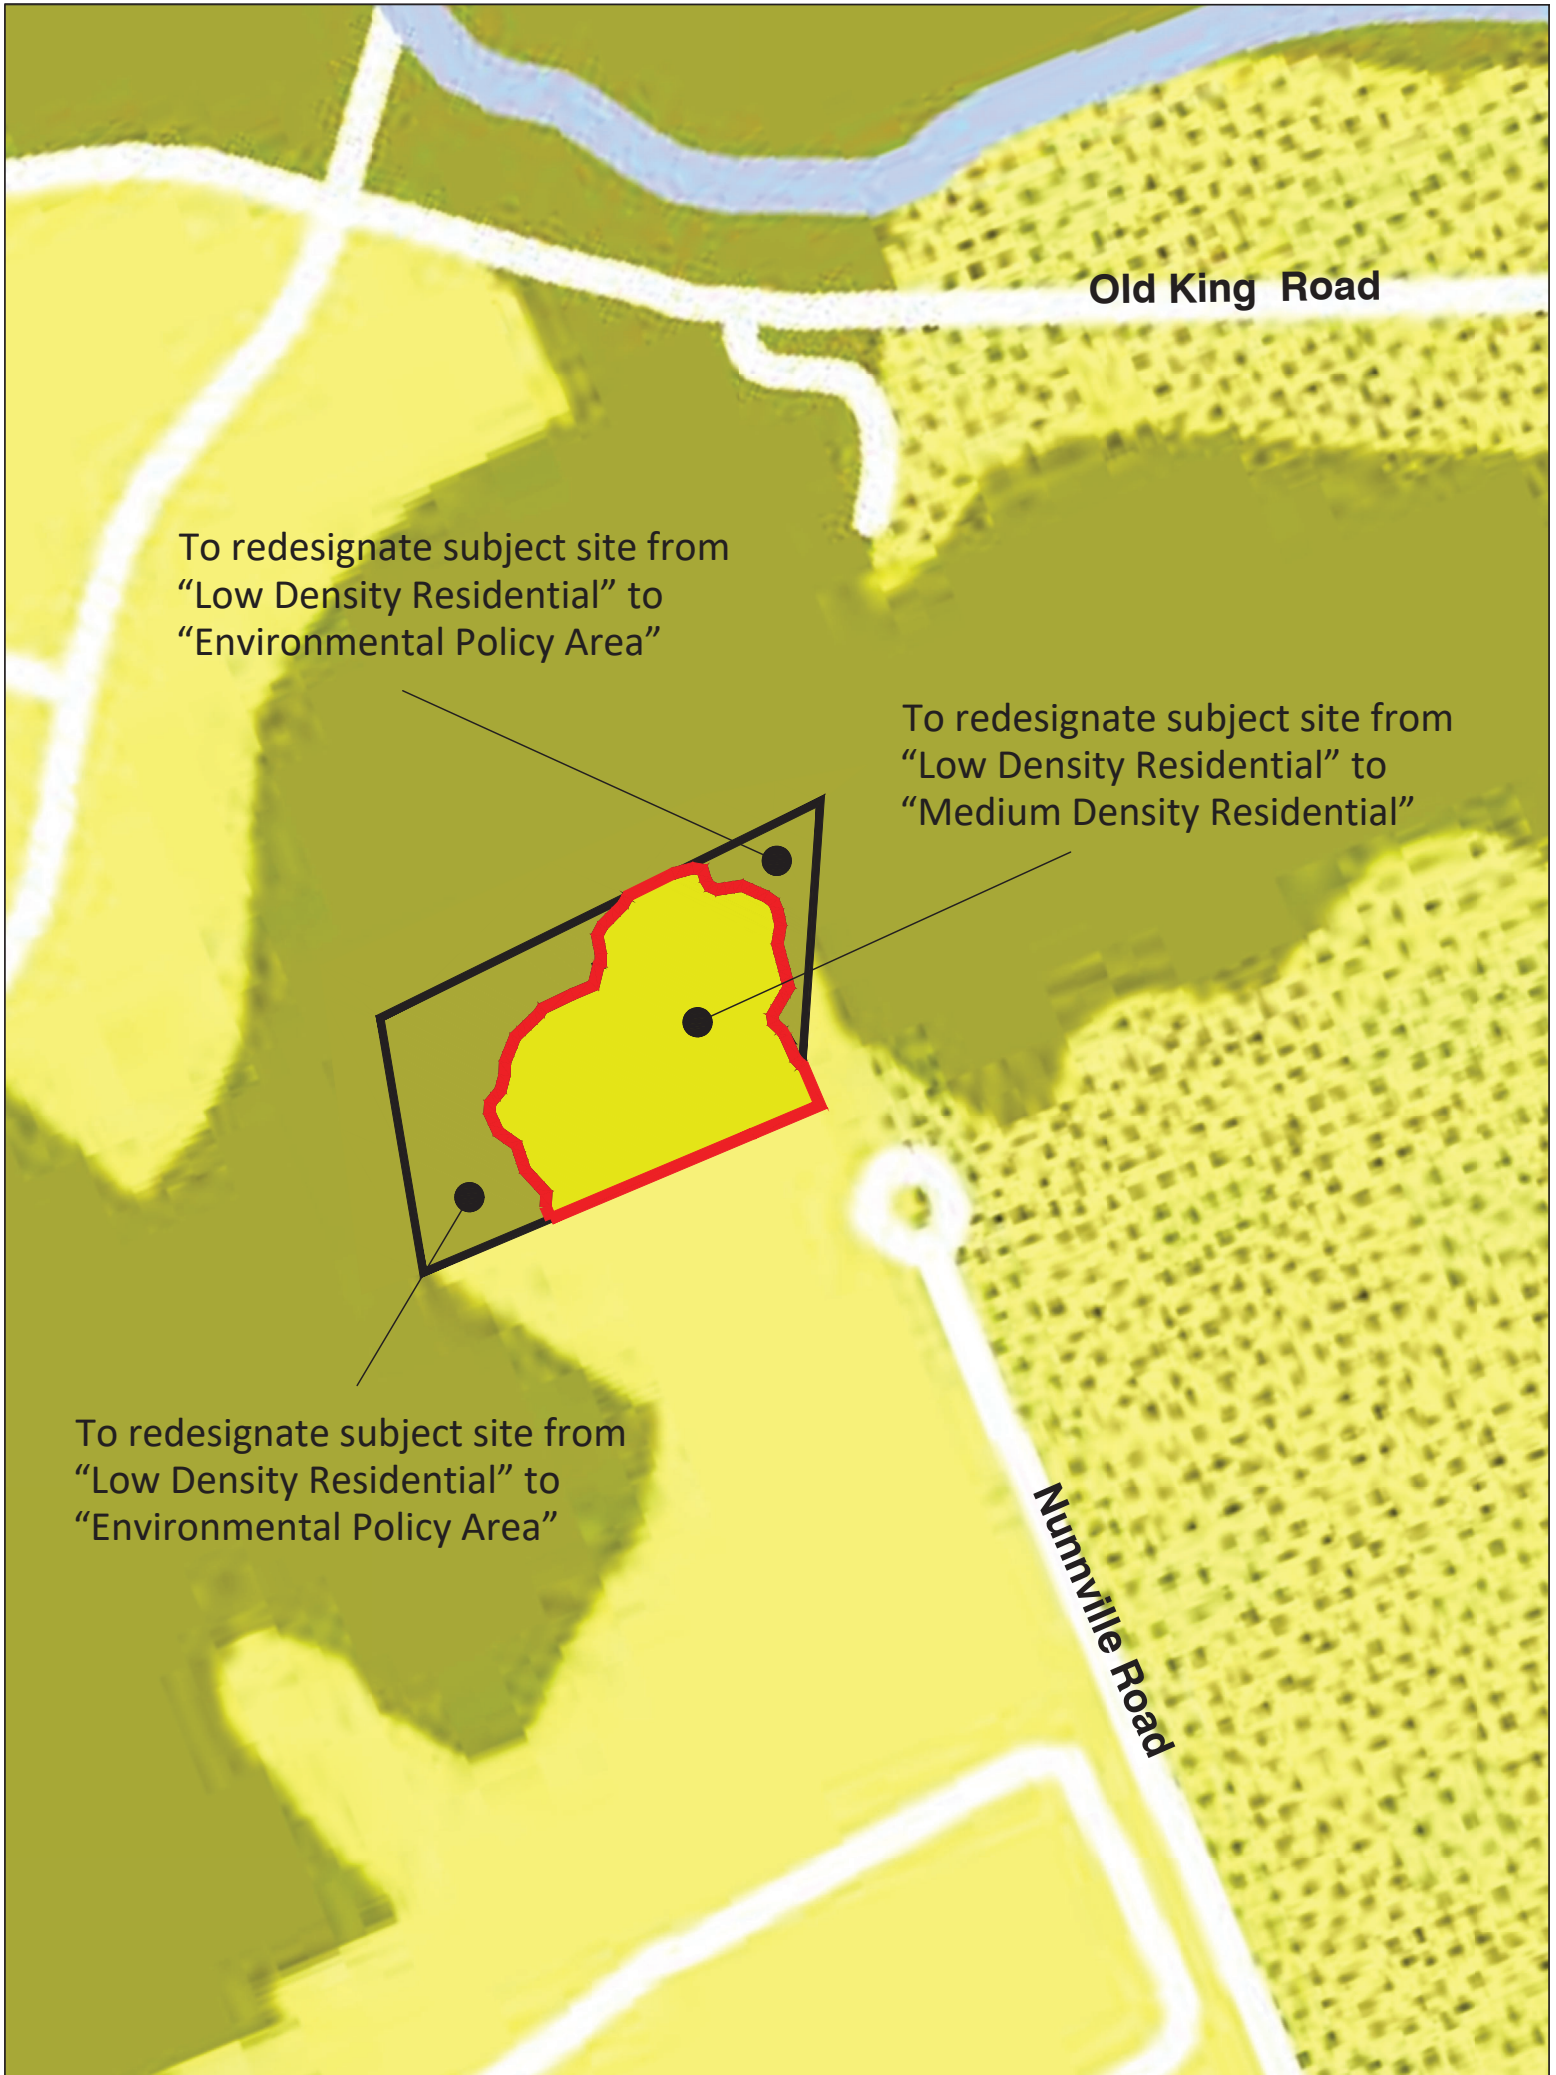 Old King Road
To redesignate subject site from
“Low Density Residential” to
“Environmental Policy Area”
To redesignate subject site from
“Low Density Residential” to
“Medium Density Residential”
To redesignate subject site from
“Low Density Residential” to
“Environmental Policy Area”
Nunnville Road